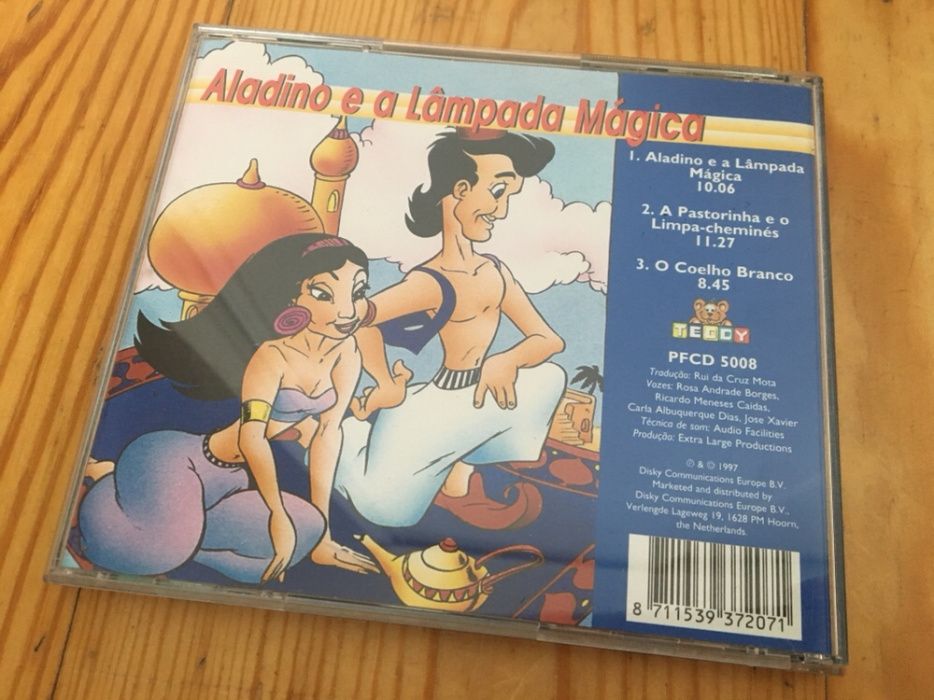 Aladino e a Lâmpada Mágica
1. Aladino e a Lâmpada
Mágica
10.06
2. A Pastorinha e o
Limpa-cheminés
11.27
3. O Coelho Branco
8.45
TEDDY
PFCD 5008
Tradução: Rui da Cruz Mota
Vozes: Rosa Andrade Borges,
Ricardo Meneses Caidas,
Carla Albuquerque Dias, Jose Xavier
Técnica de som: Audio Facilities
Produção: Extra Large Productions
℗ & © 1997
Disky Communications Europe B.V.
Marketed and distributed by
Disky Communications Europe B.V.,
Verlengde Lageweg 19, 1628 PM Hoorn,
the Netherlands.
8 711539 372071